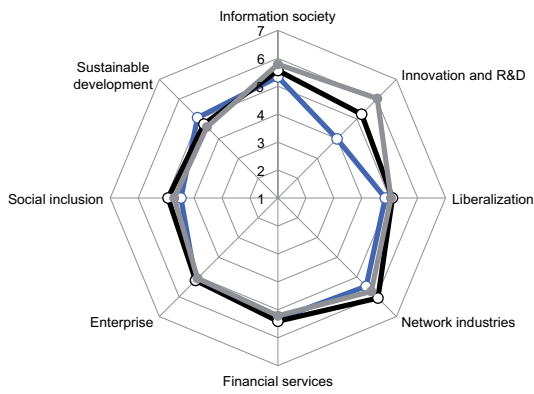 Information society
7
6
5
4
3
2
1
Innovation and R&D
Sustainable
development
Social inclusion
Liberalization
Enterprise
Network industries
Financial services